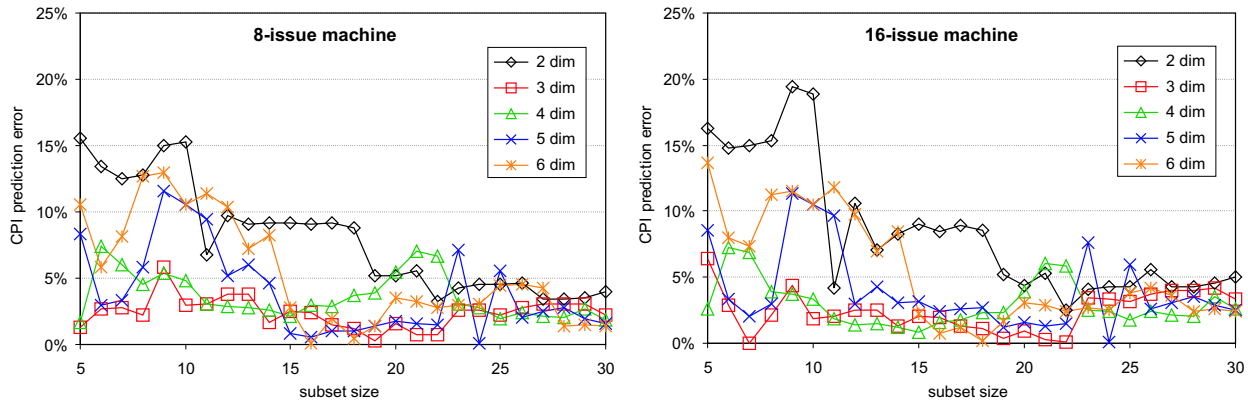 8-issue machine
CPI prediction error
25%
20%
15%
10%
5%
0%
5 10 15 20 25 30
subset size
2 dim
3 dim
4 dim
5 dim
6 dim
16-issue machine
CPI prediction error
25%
20%
15%
10%
5%
0%
5 10 15 20 25 30
subset size
2 dim
3 dim
4 dim
5 dim
6 dim